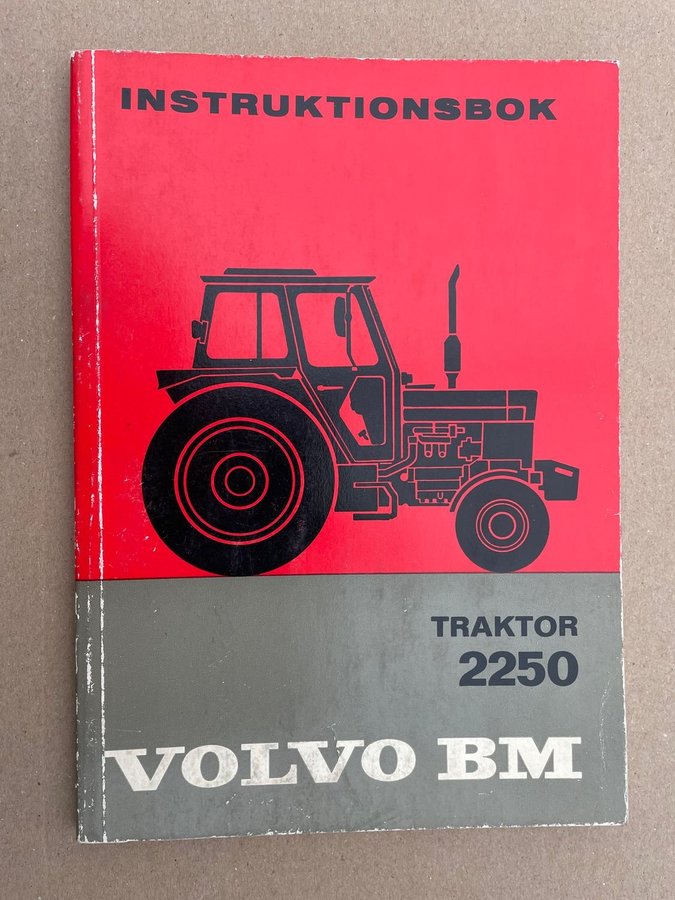 INSTRUKTIONSBOK
TRAKTOR
2250
VOLVO BM